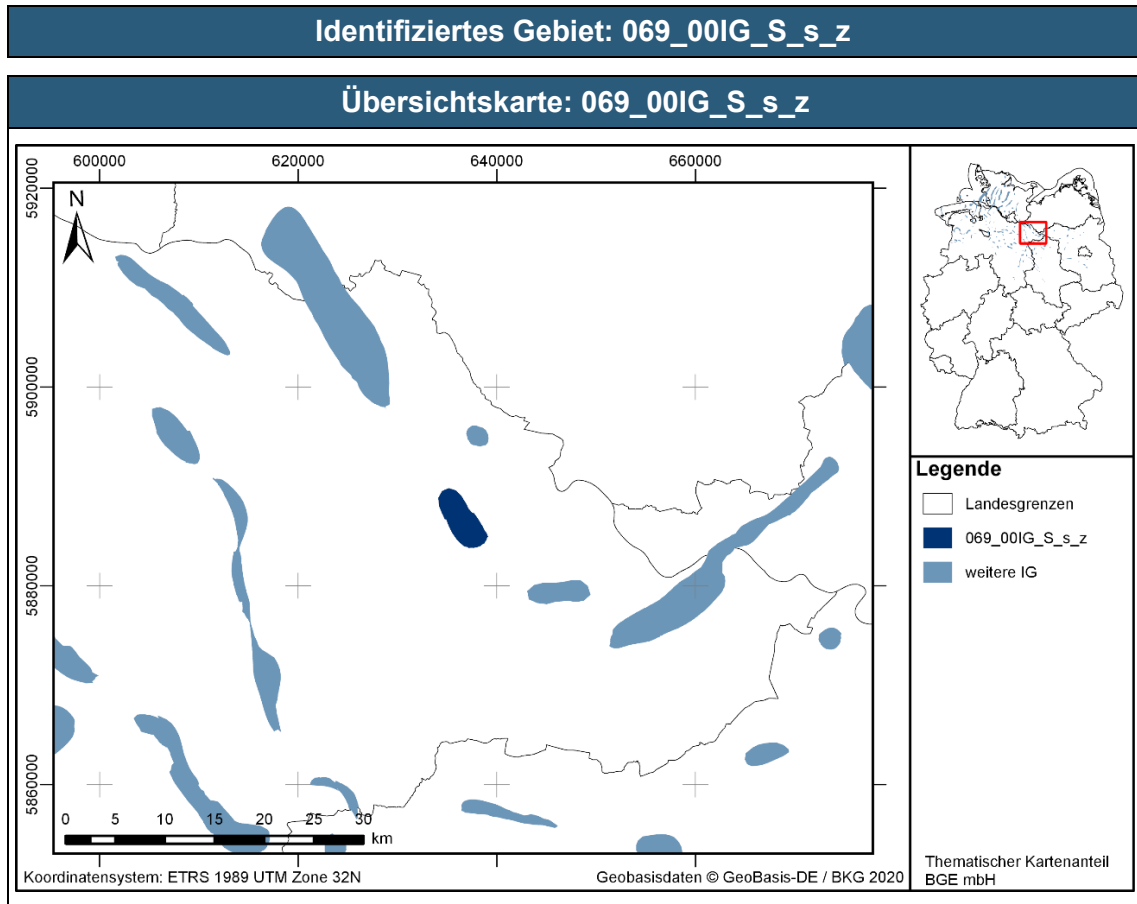 Identifiziertes Gebiet: 069_00IG_S_s_z
Übersichtskarte: 069_00IG_S_s_z
600000 620000 640000 660000
5920000
N
5900000
5880000
5860000
0 5 10 15 20 25 30
km
Koordinatensystem: ETRS 1989 UTM Zone 32N
Geobasisdaten © GeoBasis-DE / BKG 2020
Legende
Landesgrenzen
069_00IG_S_s_z
weitere IG
Thematischer Kartenanteil
BGE mbH